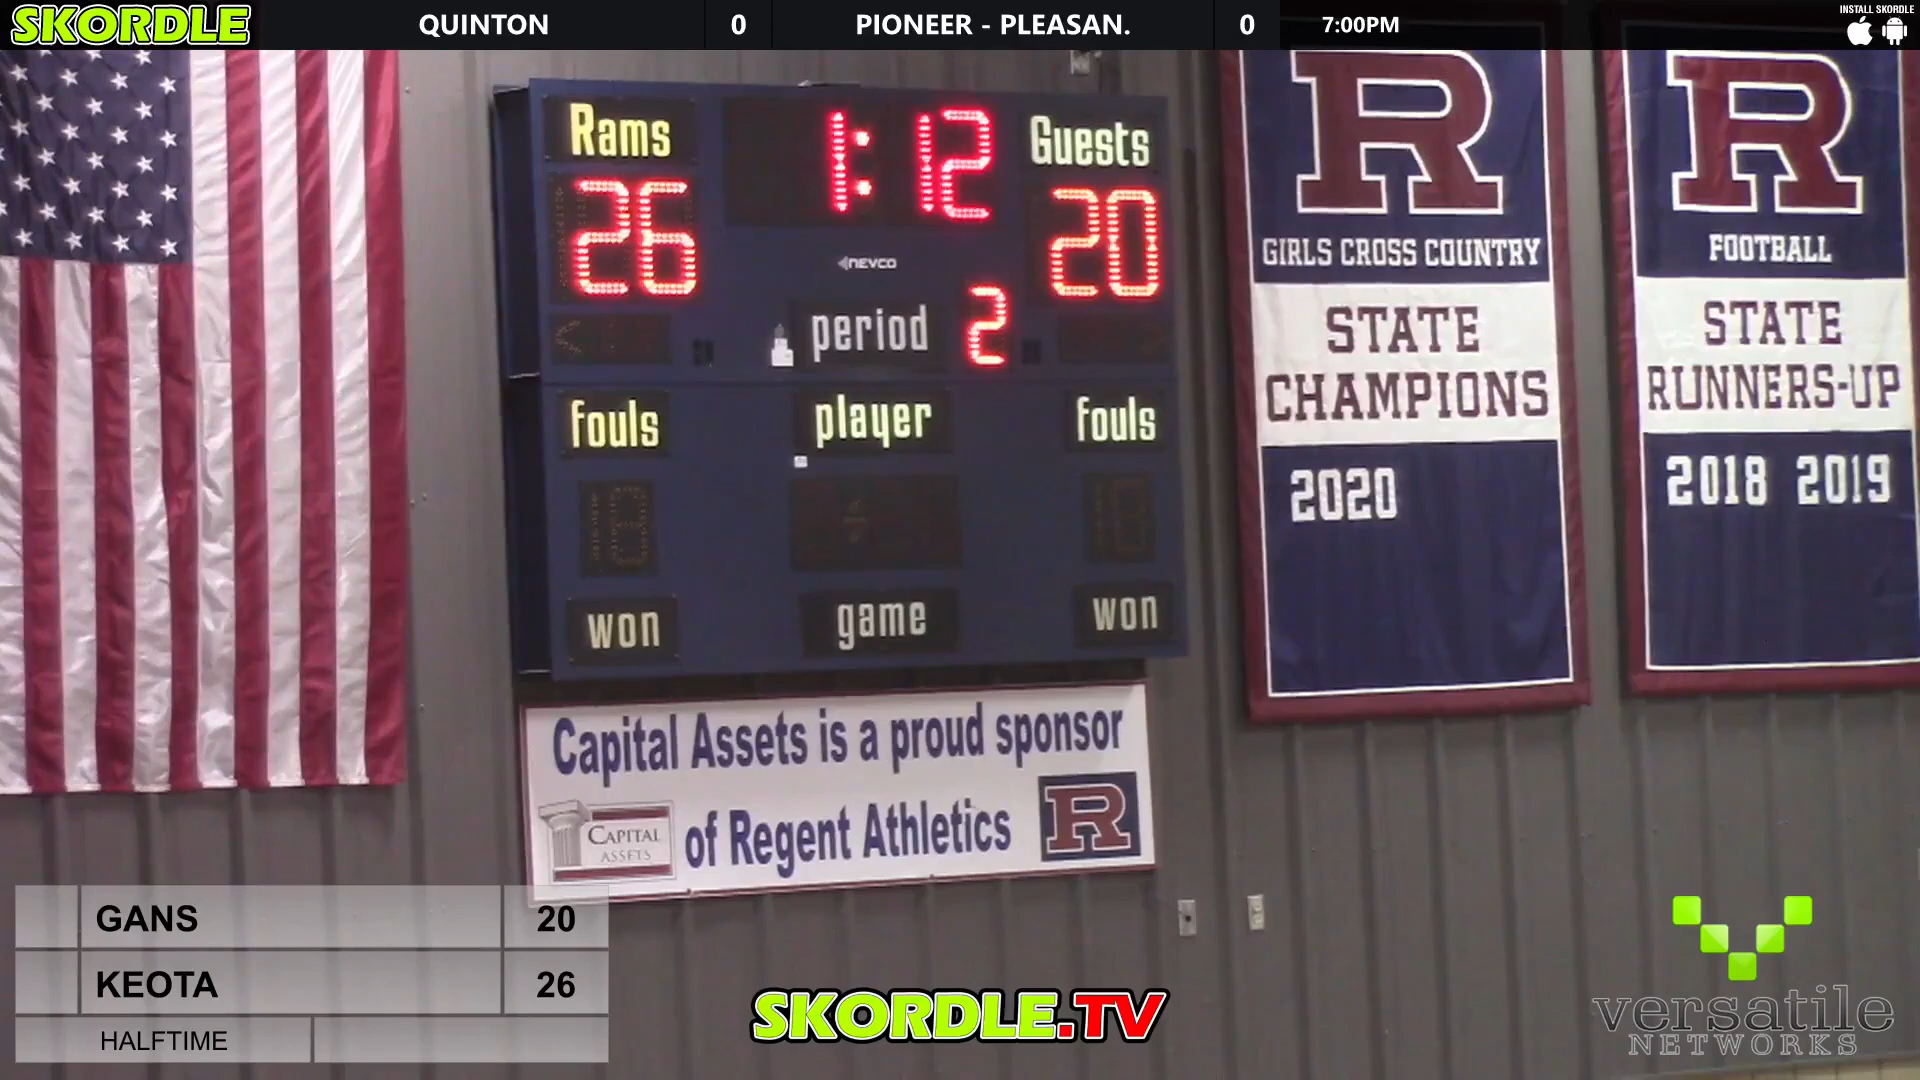 SKORDLE
QUINTON 0 PIONEER - PLEASAN. 0 7:00PM
INSTALL SKORDLE
Rams 1:12 Guests
26 20
NEVCO
period 2
fouls player fouls
won game won
R
GIRLS CROSS COUNTRY
STATE
CHAMPIONS
2020
R
FOOTBALL
STATE
RUNNERS-UP
2018 2019
Capital Assets is a proud sponsor
of Regent Athletics
CAPITAL
ASSETS
R
GANS 20
KEOTA 26
HALFTIME
SKORDLE.TV
versatile
NETWORKS